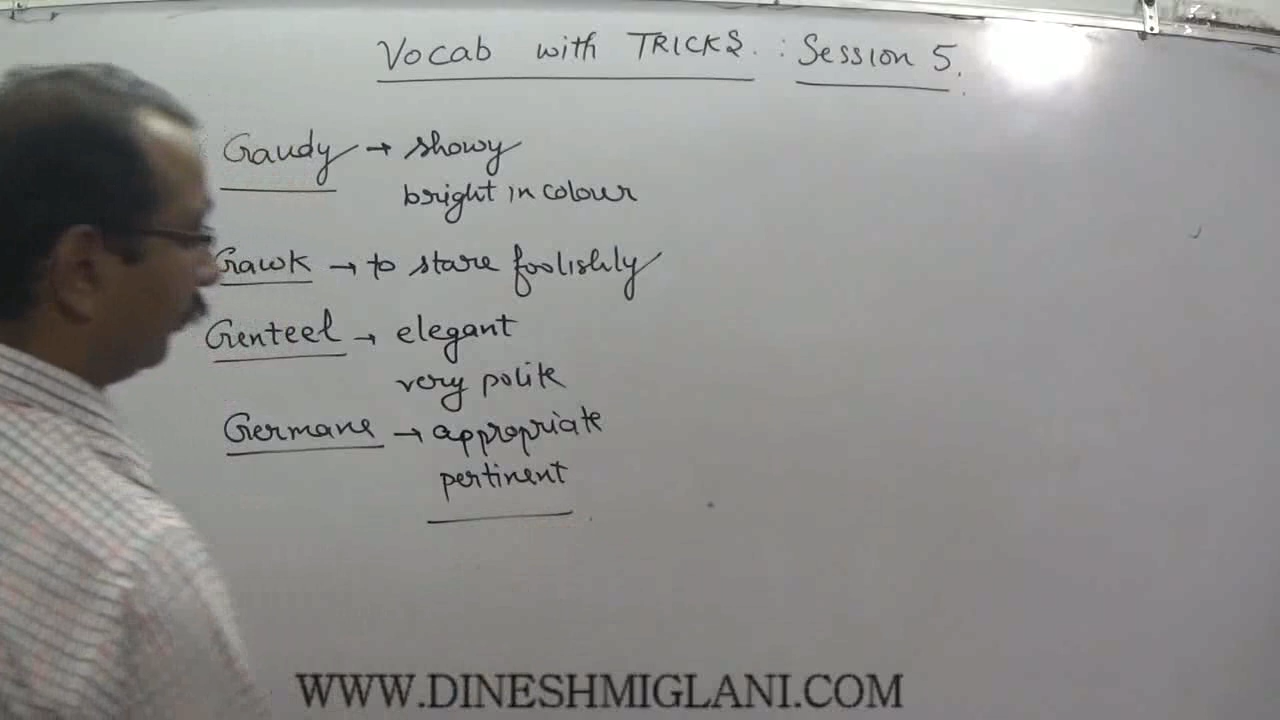 Vocab with TRICKS. : Session 5.
Gaudy → showy
bright in colour
Gawk → to stare foolishly
Genteel → elegant
very polite
Germane → appropriate
pertinent
WWW.DINESHMIGLANI.COM